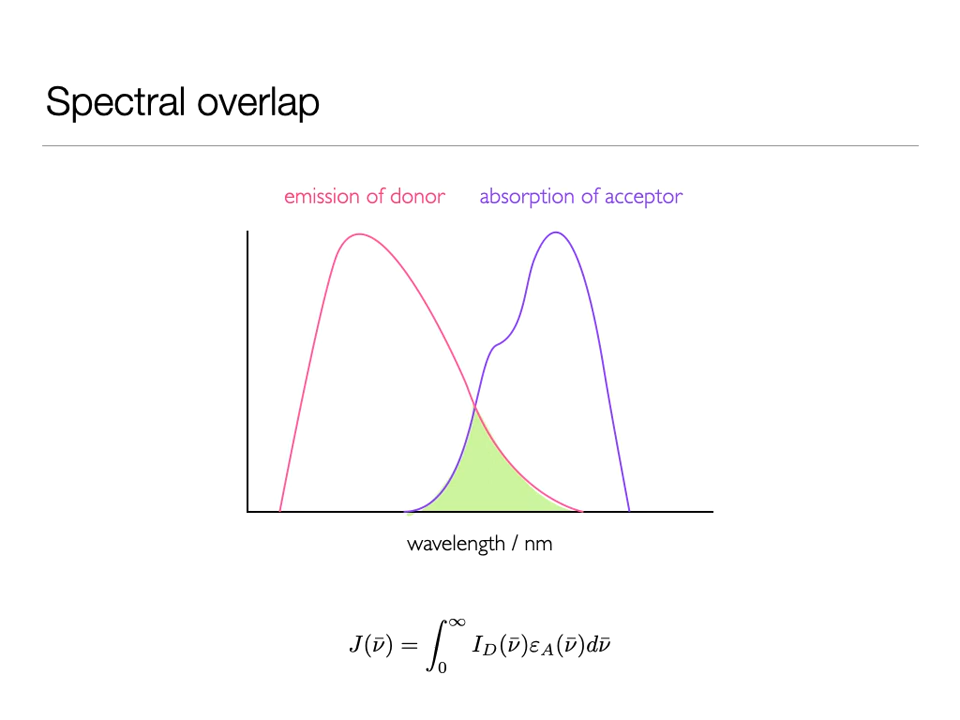 Spectral overlap
emission of donor absorption of acceptor
wavelength / nm
J(ν̄) = ∫₀^∞ I_D(ν̄)ε_A(ν̄)dν̄